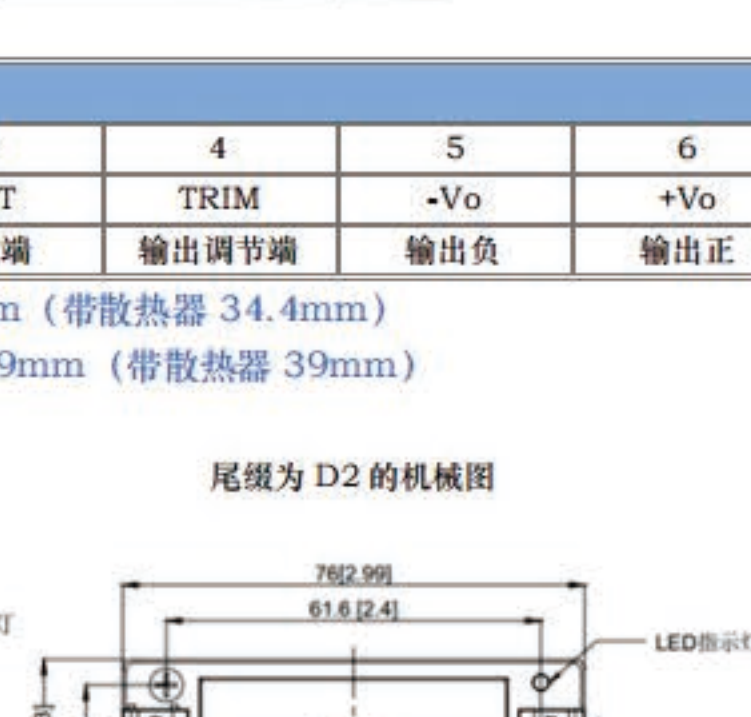 4 5 6
T TRIM -Vo +Vo
端 输出调节端 输出负 输出正
m（带散热器 34.4mm）
9mm（带散热器 39mm）
尾缀为 D2 的机械图
76[2.99]
61.6 [2.4]
灯
LED指示灯